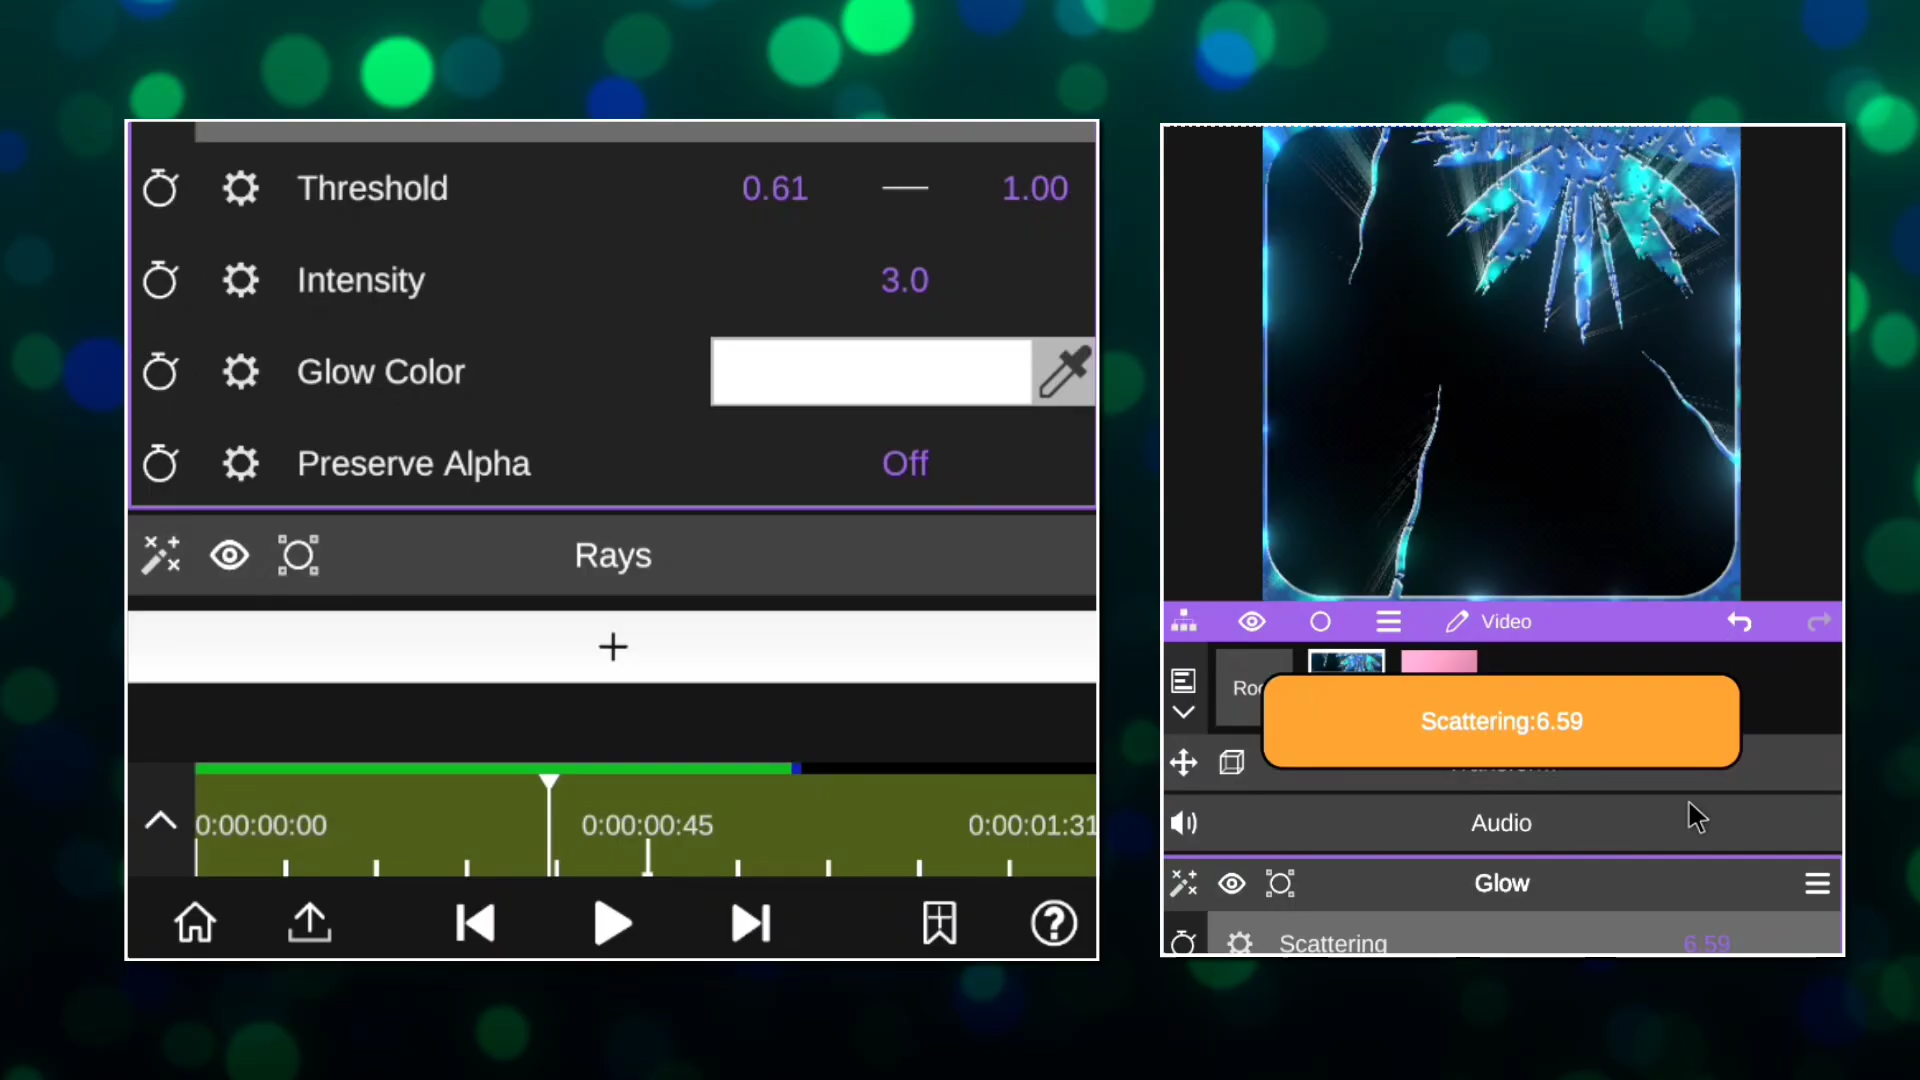 Threshold 0.61 — 1.00
Intensity 3.0
Glow Color
Preserve Alpha Off
Rays
+
0:00:00:00 0:00:00:45 0:00:01:31
Video
Scattering:6.59
Audio
Glow
Scattering 6.59